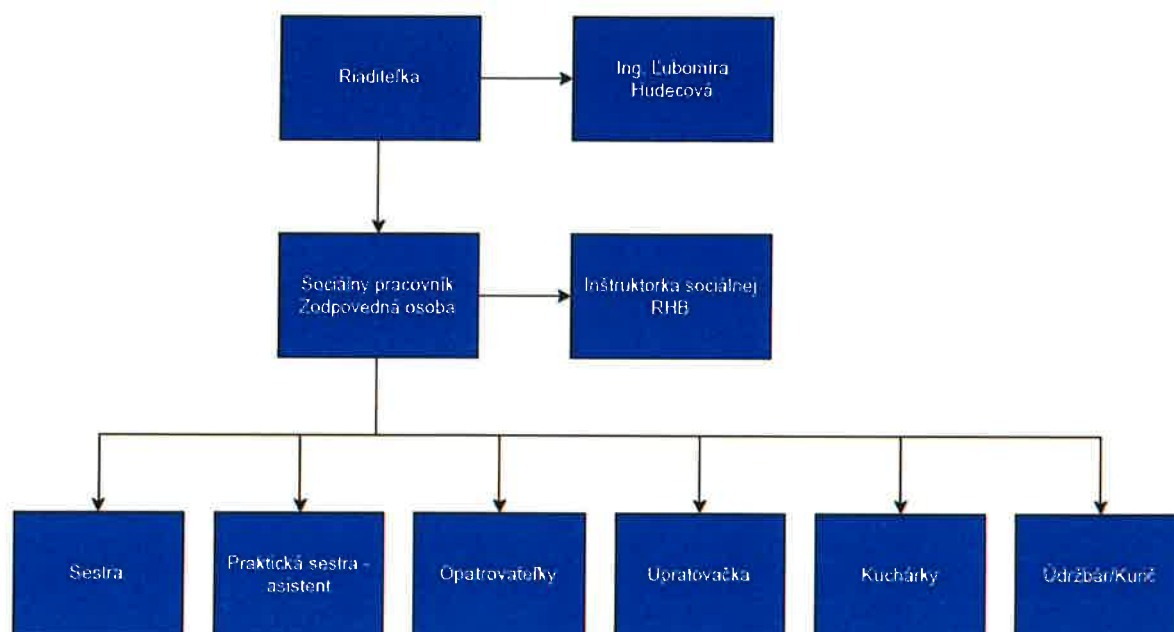 Riaditeľka
Ing. Ľubomíra
Hudecová
Sociálny pracovník
Zodpovedná osoba
Inštruktorka sociálnej
RHB
Sestra
Praktická sestra -
asistent
Opatrovateľky
Upratovačka
Kuchárky
Údržbár/Kurič